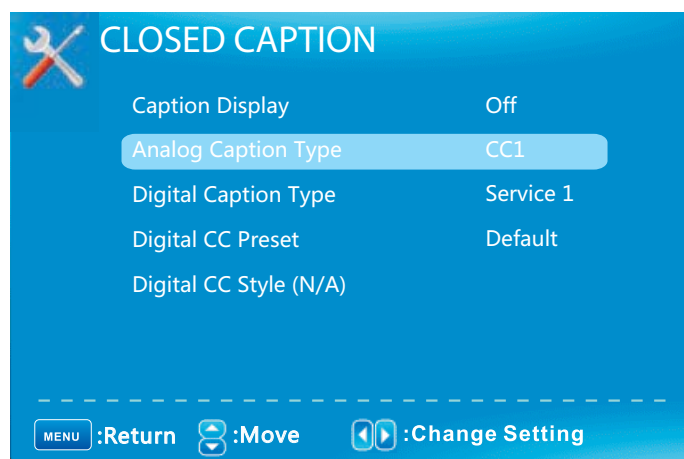 CLOSED CAPTION
Caption Display Off
Analog Caption Type CC1
Digital Caption Type Service 1
Digital CC Preset Default
Digital CC Style (N/A)
MENU :Return :Move :Change Setting